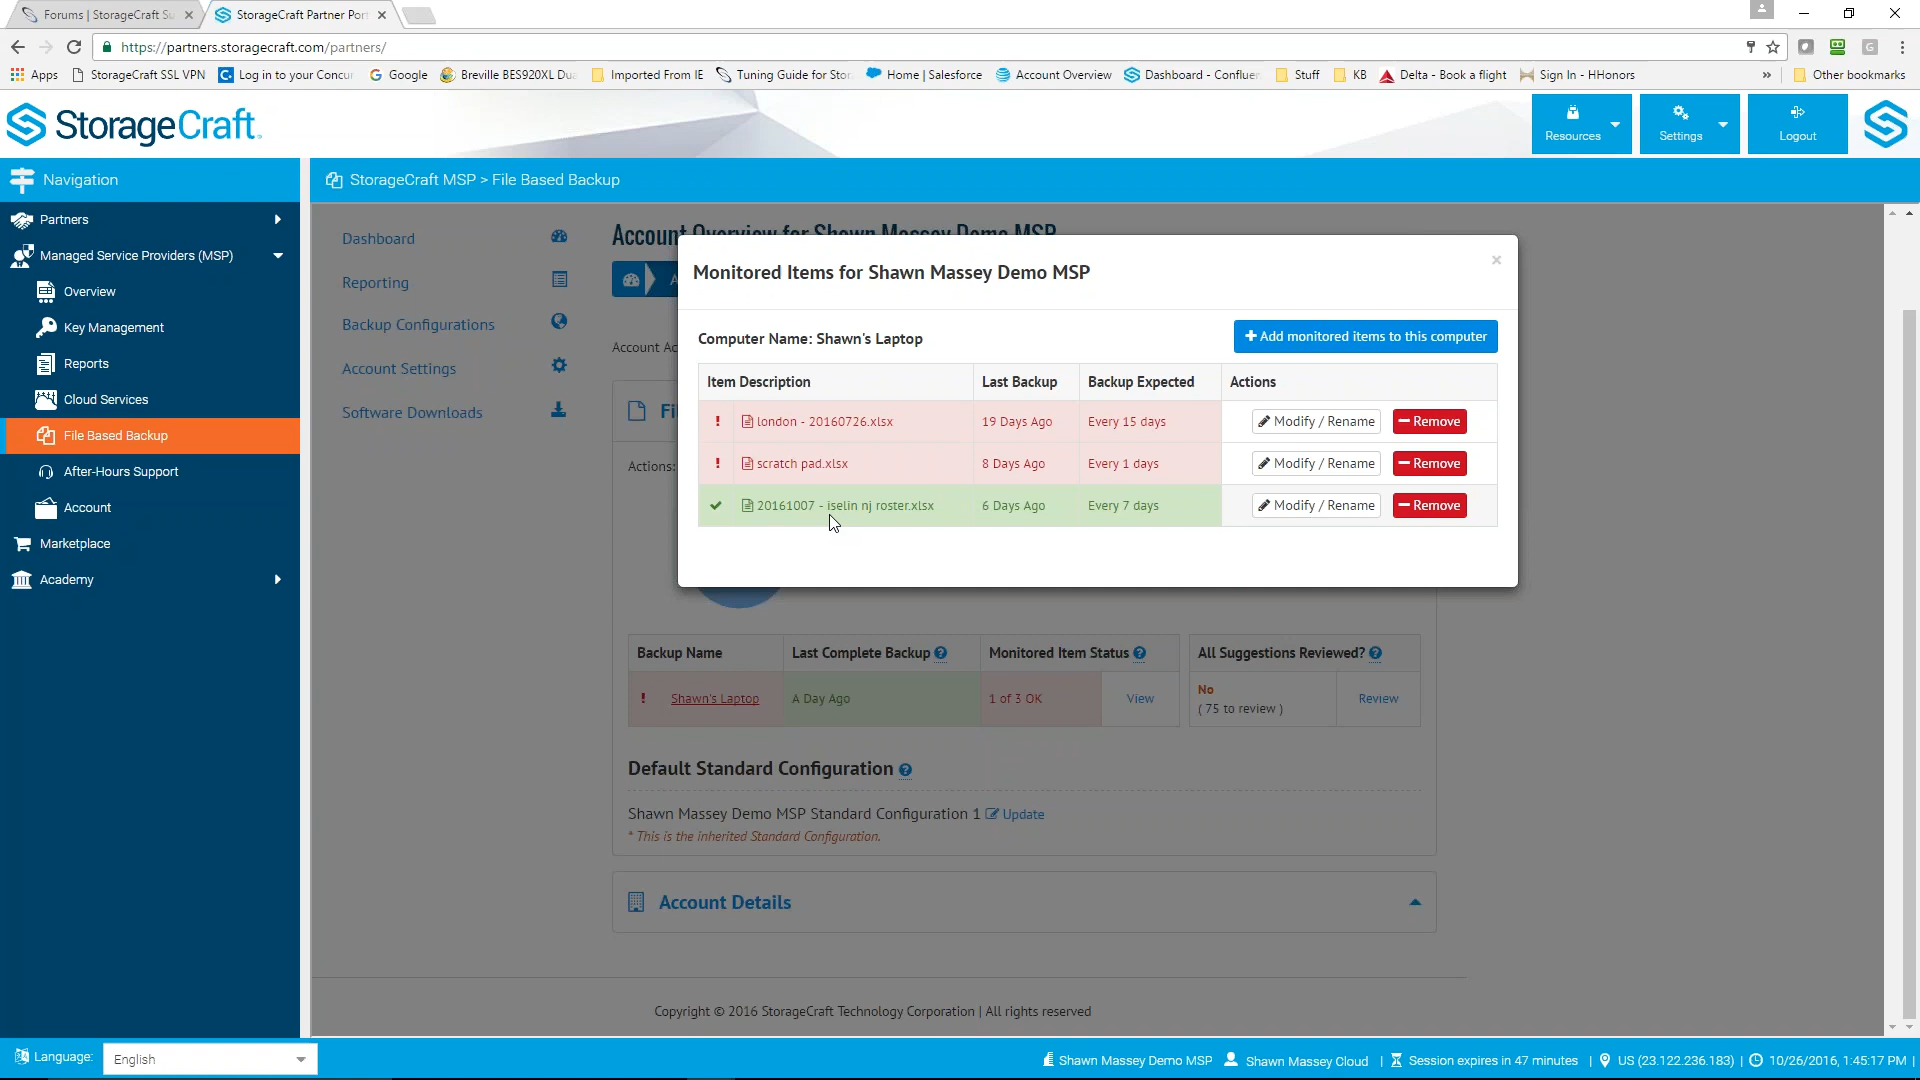 Forums | StorageCraft Su
StorageCraft Partner Por
https://partners.storagecraft.com/partners/
Apps
StorageCraft SSL VPN
Log in to your Concur
Google
Breville BES920XL Dua
Imported From IE
Tuning Guide for Stor
Home | Salesforce
Account Overview
Dashboard - Confluen
Stuff
KB
Delta - Book a flight
Sign In - HHonors
»
Other bookmarks
StorageCraft
Resources
Settings
Logout
Navigation
StorageCraft MSP > File Based Backup
Partners
Managed Service Providers (MSP)
Overview
Key Management
Reports
Cloud Services
File Based Backup
After-Hours Support
Account
Marketplace
Academy
Dashboard
Reporting
Backup Configurations
Account Settings
Software Downloads
Account Overview for Shawn Massey Demo MSP
A
Account Ac
Fi
Actions:
Monitored Items for Shawn Massey Demo MSP
×
Computer Name: Shawn's Laptop
+ Add monitored items to this computer
Item Description Last Backup Backup Expected Actions
! london - 20160726.xlsx 19 Days Ago Every 15 days Modify / Rename Remove
! scratch pad.xlsx 8 Days Ago Every 1 days Modify / Rename Remove
20161007 - iselin nj roster.xlsx 6 Days Ago Every 7 days Modify / Rename Remove
Backup Name Last Complete Backup ? Monitored Item Status ? All Suggestions Reviewed? ?
! Shawn's Laptop A Day Ago 1 of 3 OK View No Review
( 75 to review )
Default Standard Configuration ?
Shawn Massey Demo MSP Standard Configuration 1 Update
* This is the inherited Standard Configuration.
Account Details
Copyright © 2016 StorageCraft Technology Corporation | All rights reserved
Language: English
Shawn Massey Demo MSP Shawn Massey Cloud | Session expires in 47 minutes | US (23.122.236.183) | 10/26/2016, 1:45:17 PM |